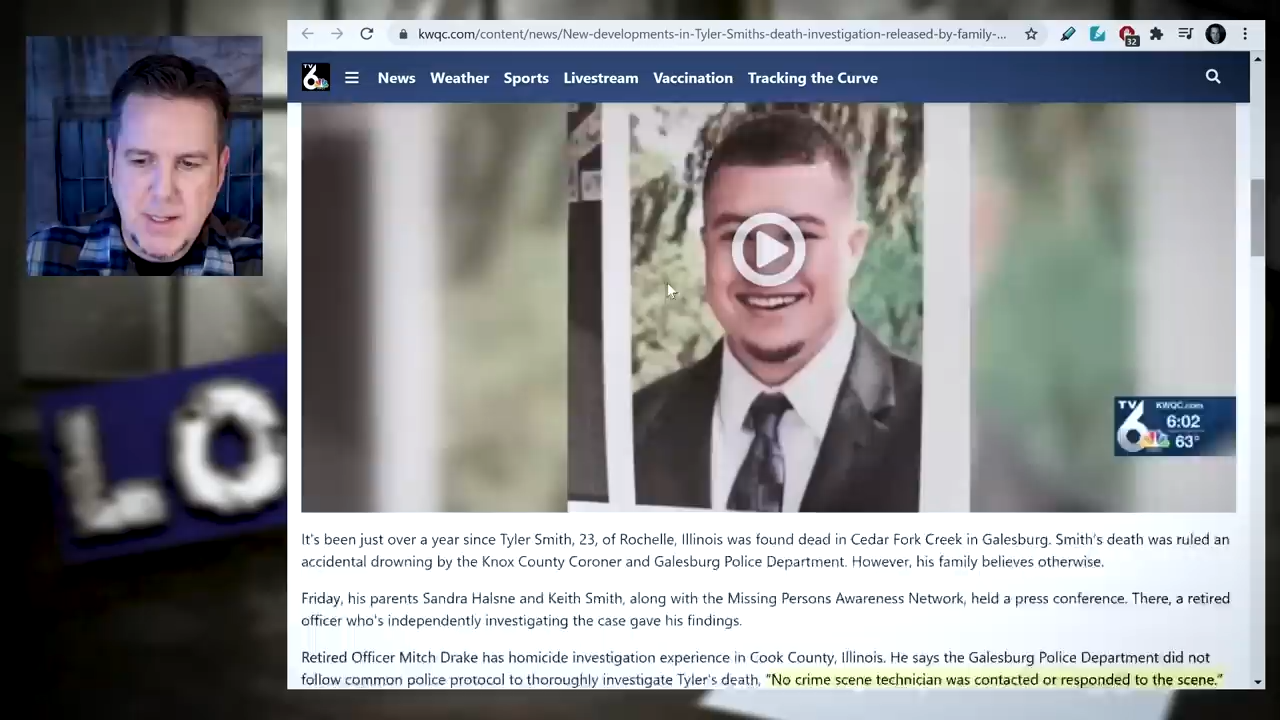 kwqc.com/content/news/New-developments-in-Tyler-Smiths-death-investigation-released-by-family-...
32
TV 6
News Weather Sports Livestream Vaccination Tracking the Curve
TV 6
KWQC.com
6:02
63°
LO
It's been just over a year since Tyler Smith, 23, of Rochelle, Illinois was found dead in Cedar Fork Creek in Galesburg. Smith's death was ruled an
accidental drowning by the Knox County Coroner and Galesburg Police Department. However, his family believes otherwise.
Friday, his parents Sandra Halsne and Keith Smith, along with the Missing Persons Awareness Network, held a press conference. There, a retired
officer who's independently investigating the case gave his findings.
Retired Officer Mitch Drake has homicide investigation experience in Cook County, Illinois. He says the Galesburg Police Department did not
follow common police protocol to thoroughly investigate Tyler's death, “No crime scene technician was contacted or responded to the scene.”